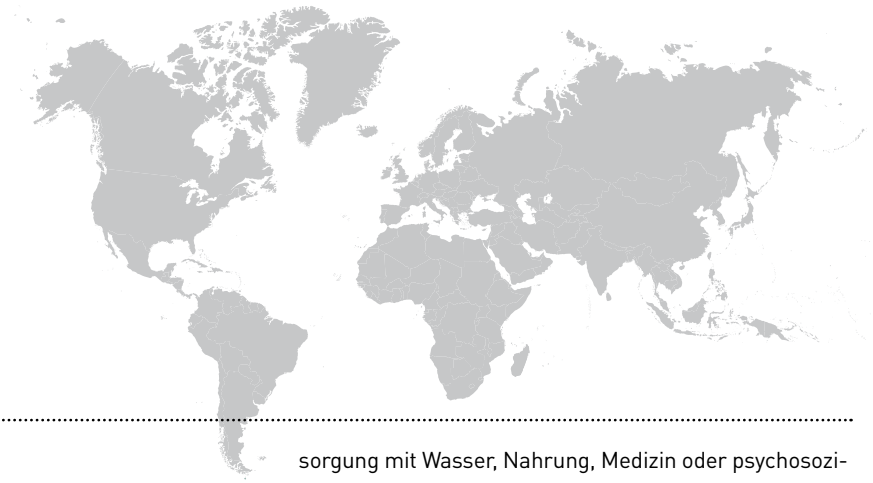 sorgung mit Wasser, Nahrung, Medizin oder psychosozi-